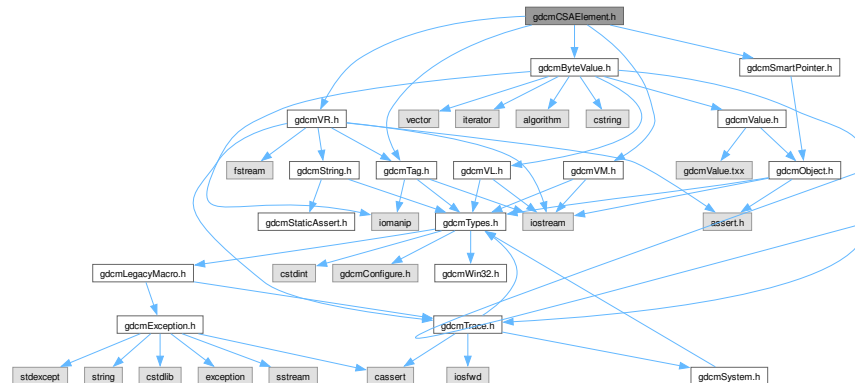 gdcmCSAElement.h
gdcmByteValue.h
gdcmSmartPointer.h
gdcmVR.h
vector
iterator
algorithm
cstring
gdcmValue.h
fstream
gdcmString.h
gdcmTag.h
gdcmVL.h
gdcmVM.h
gdcmValue.txx
gdcmObject.h
gdcmStaticAssert.h
iomanip
gdcmTypes.h
iostream
assert.h
gdcmLegacyMacro.h
cstdint
gdcmConfigure.h
gdcmWin32.h
gdcmException.h
gdcmTrace.h
stdexcept
string
cstdlib
exception
sstream
cassert
iosfwd
gdcmSystem.h